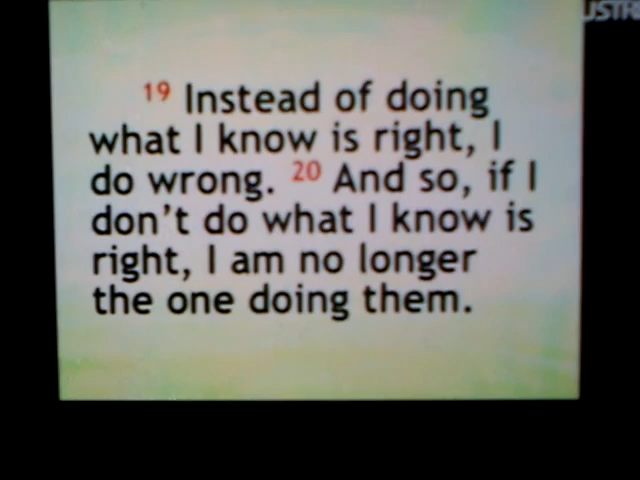 USTR
19 Instead of doing
what I know is right, I
do wrong. 20 And so, if I
don't do what I know is
right, I am no longer
the one doing them.